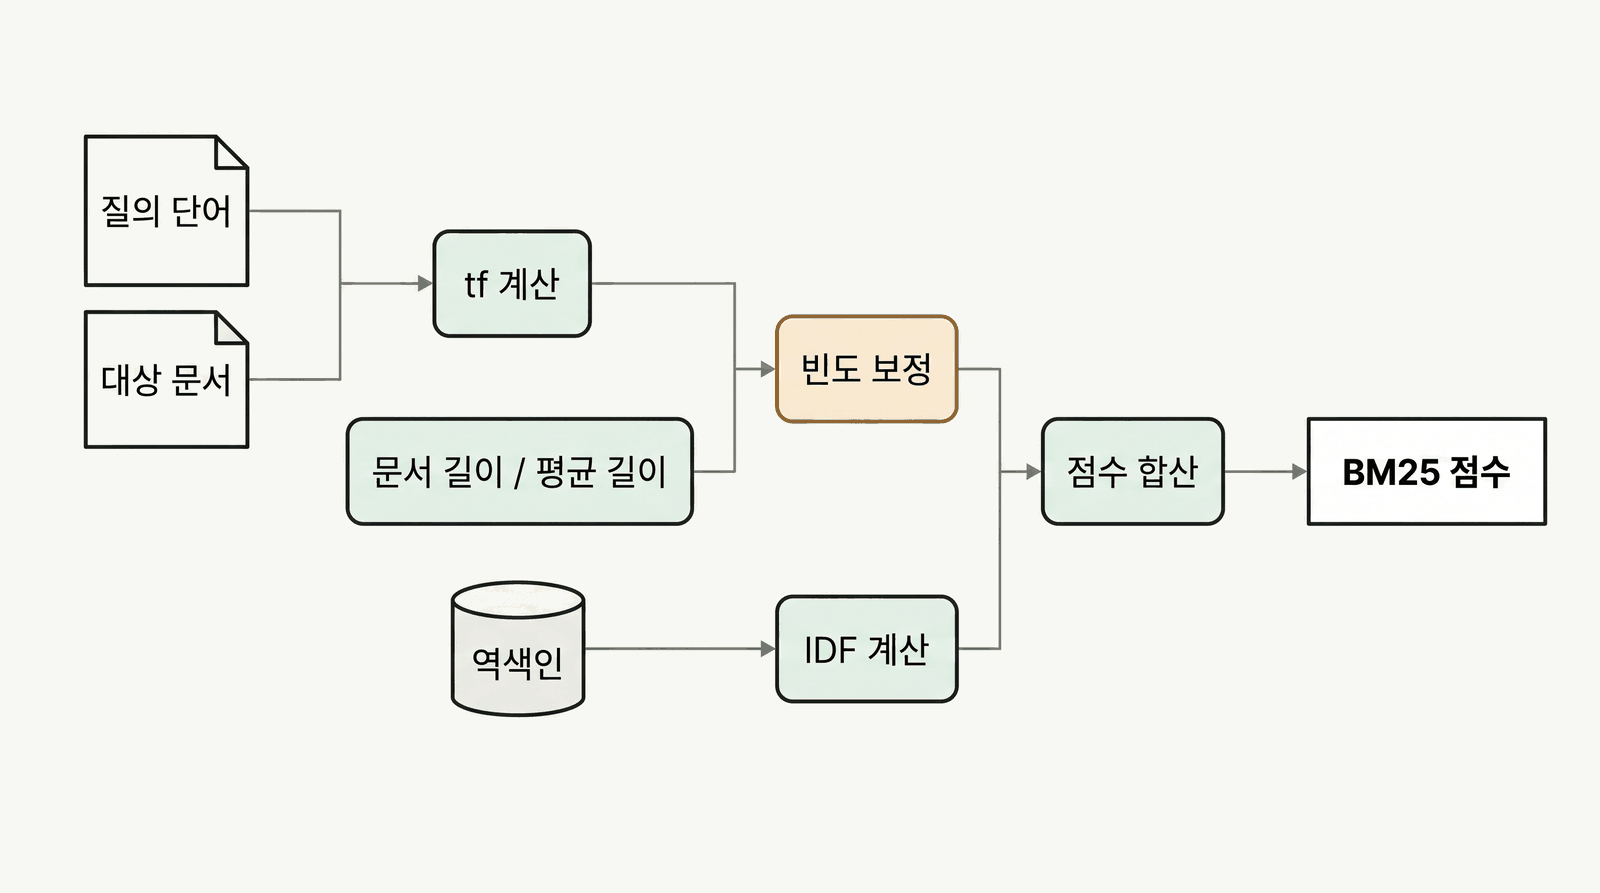 질의 단어
대상 문서
tf 계산
문서 길이 / 평균 길이
역색인
빈도 보정
IDF 계산
점수 합산
BM25 점수